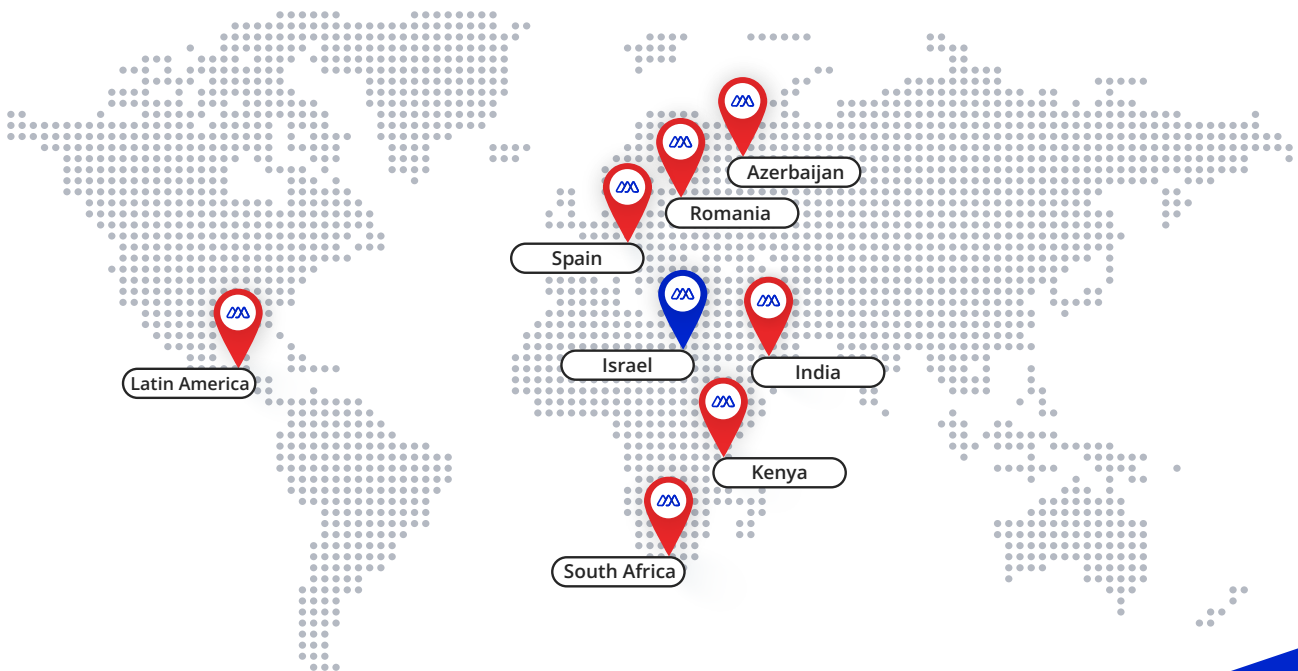 Azerbaijan
Romania
Spain
Israel
India
Latin America
Kenya
South Africa